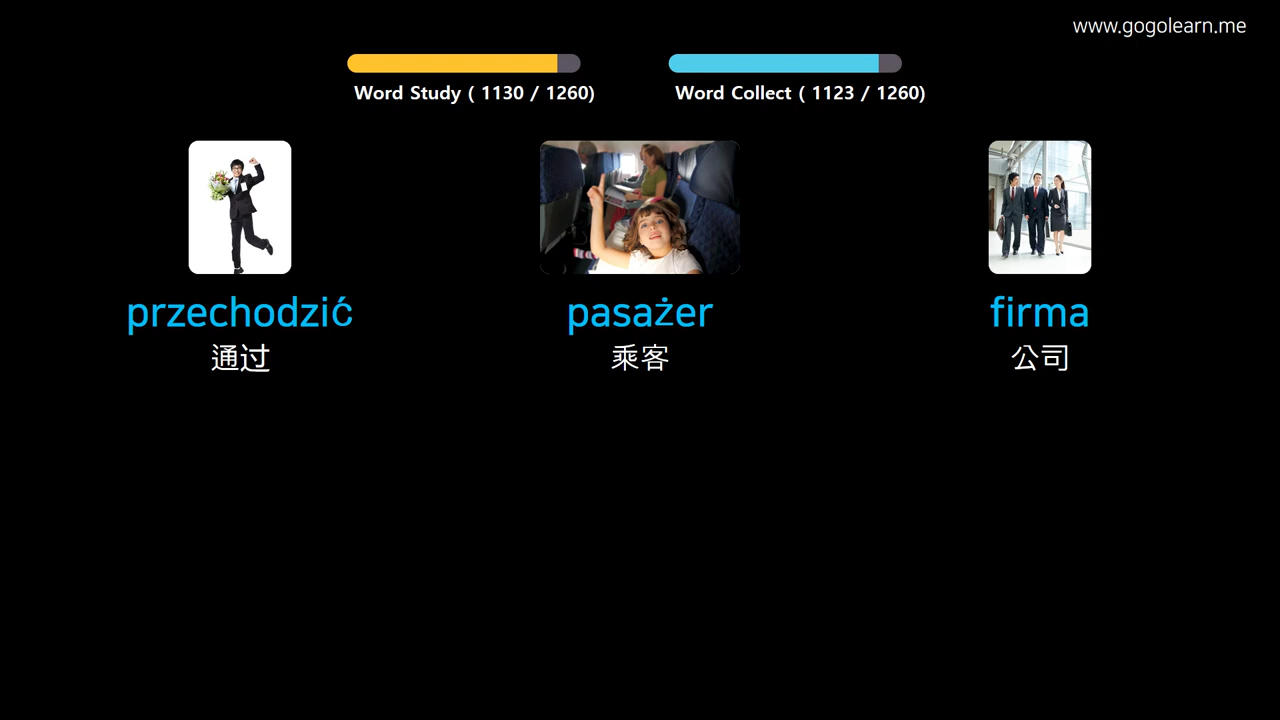 www.gogolearn.me
Word Study ( 1130 / 1260)
Word Collect ( 1123 / 1260)
przechodzić
pasażer
firma
通过
乘客
公司